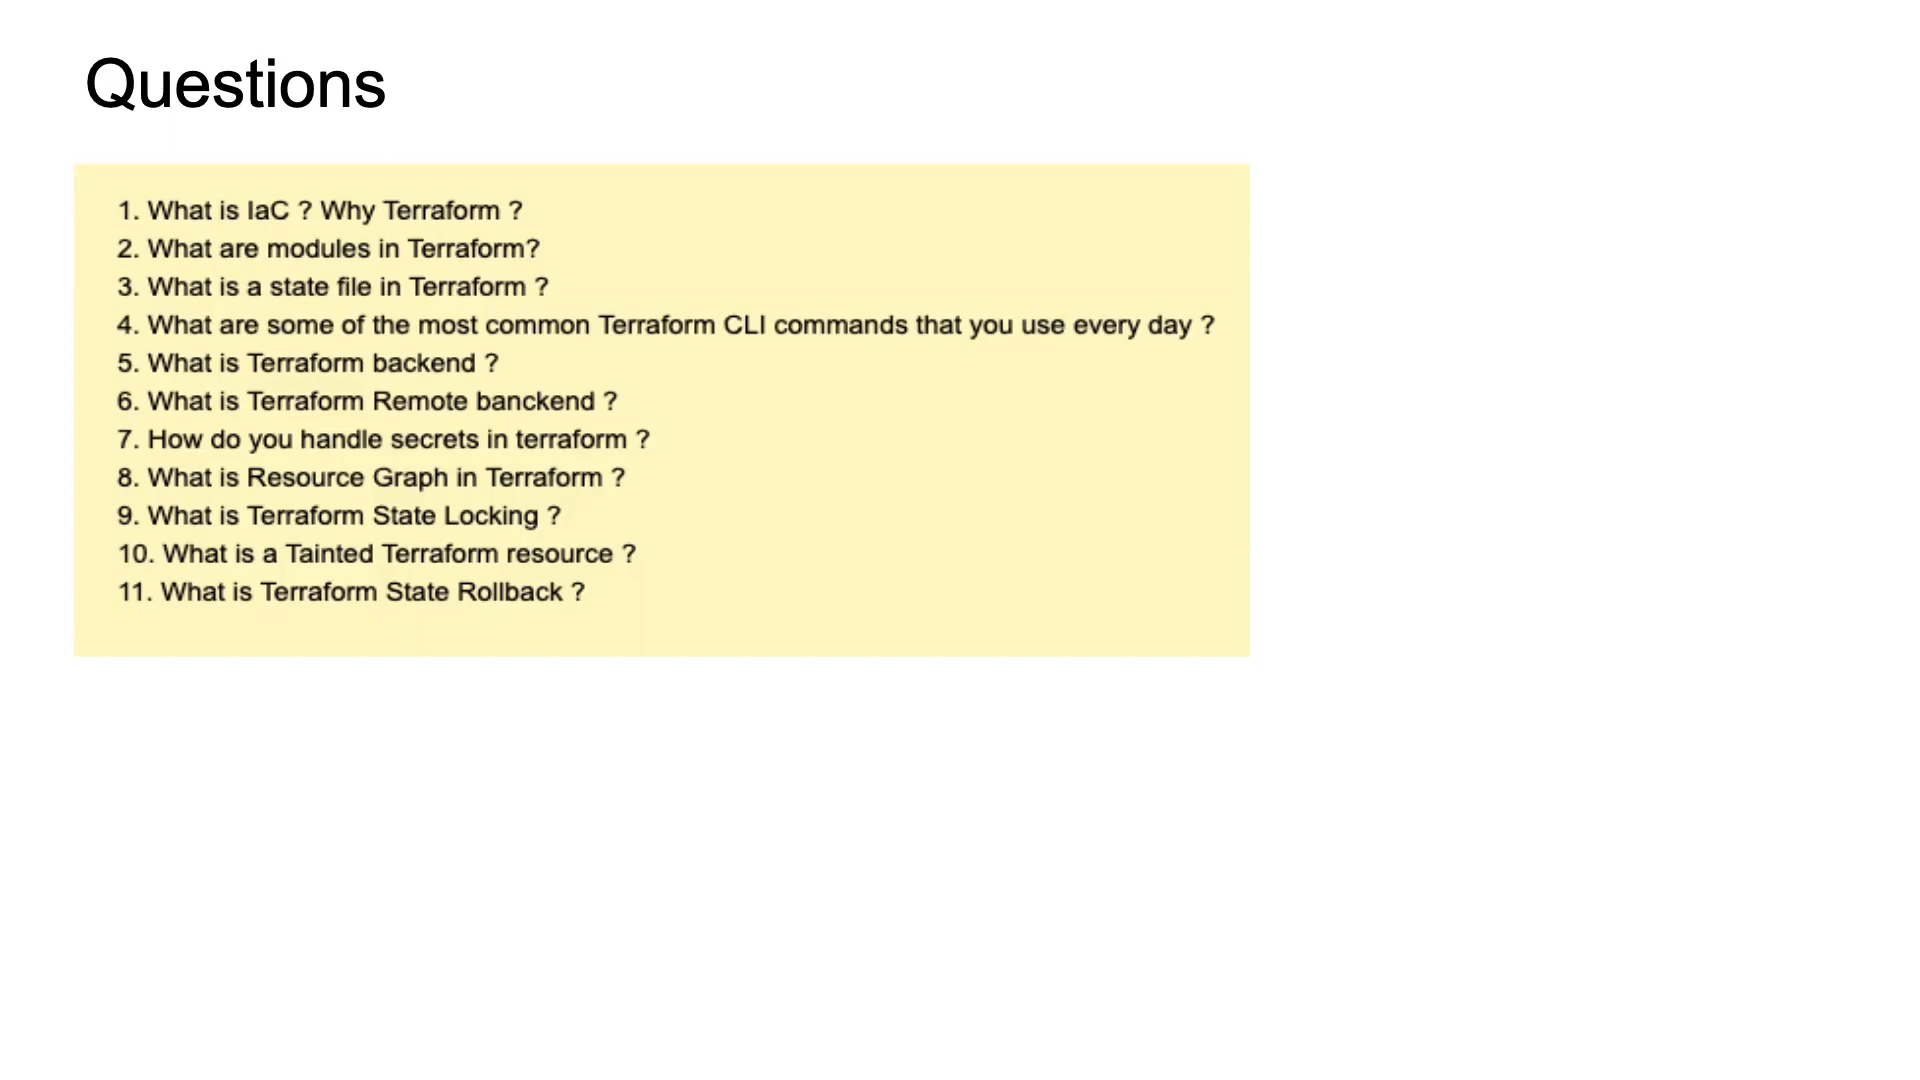 Questions
1. What is IaC ? Why Terraform ?
2. What are modules in Terraform?
3. What is a state file in Terraform ?
4. What are some of the most common Terraform CLI commands that you use every day ?
5. What is Terraform backend ?
6. What is Terraform Remote banckend ?
7. How do you handle secrets in terraform ?
8. What is Resource Graph in Terraform ?
9. What is Terraform State Locking ?
10. What is a Tainted Terraform resource ?
11. What is Terraform State Rollback ?